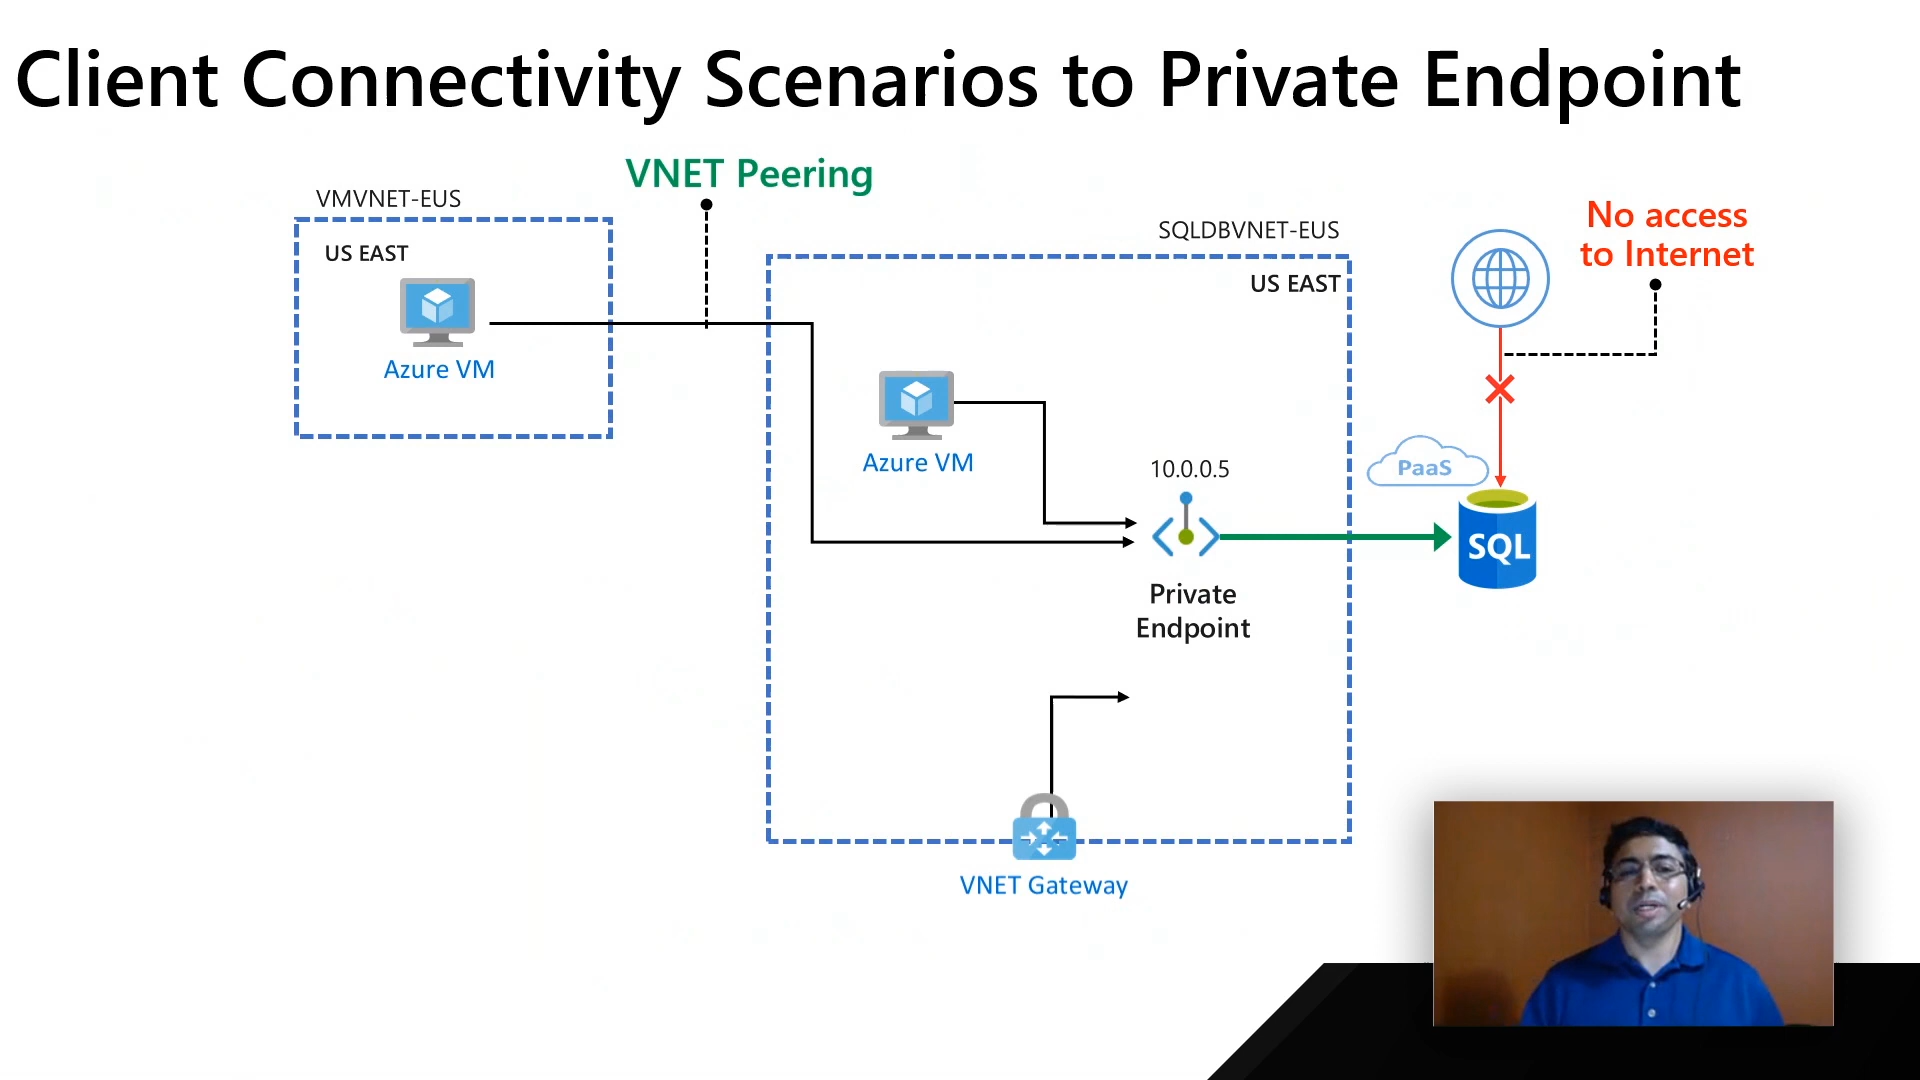 Client Connectivity Scenarios to Private Endpoint
VNET Peering
VMVNET-EUS
US EAST
Azure VM
SQLDBVNET-EUS
US EAST
No access
to Internet
Azure VM
10.0.0.5
PaaS
SQL
Private
Endpoint
VNET Gateway